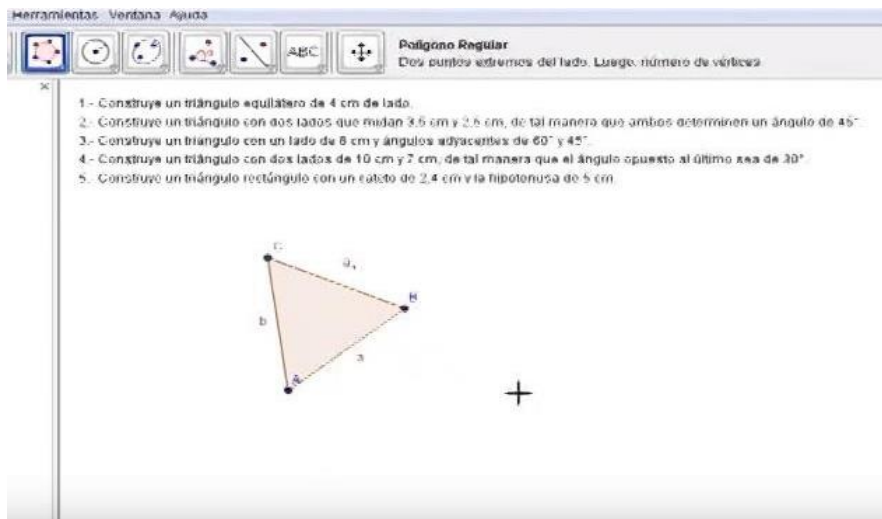 Herramientas Ventana Ayuda
ABC
Polígono Regular
Dos puntos extremos del lado. Luego, número de vértices
1.- Construye un triángulo equilátero de 4 cm de lado.
2.- Construye un triángulo con dos lados que midan 3.5 cm y 2.5 cm, de tal manera que ambos determinen un ángulo de 45°.
3.- Construye un triángulo con un lado de 8 cm y ángulos adyacentes de 60° y 45°.
4.- Construye un triángulo con dos lados de 10 cm y 7 cm, de tal manera que el ángulo opuesto al último sea de 30°.
5.- Construye un triángulo rectángulo con un cateto de 2,4 cm y la hipotenusa de 5 cm.
C
B
b
a
A